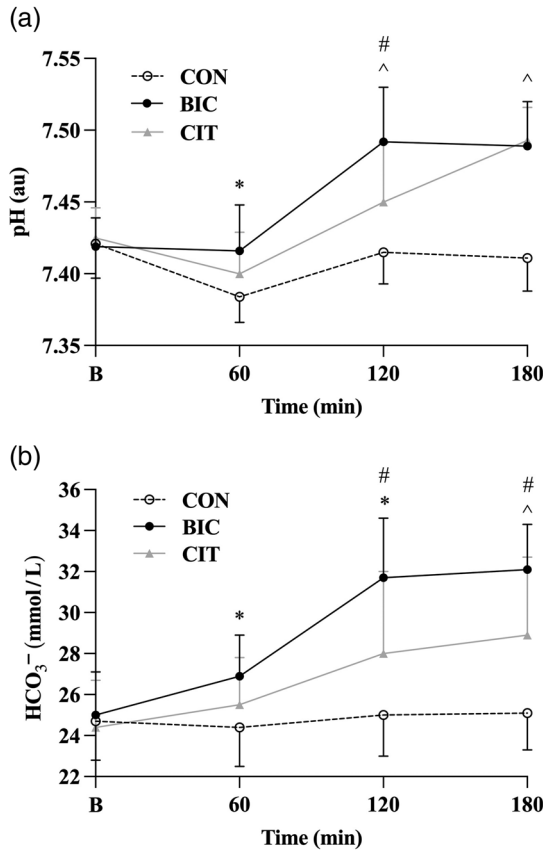 (a)
7.55
7.50
7.45
7.40
7.35
pH (au)
CON
BIC
CIT
*
#
^
^
B
60
120
180
Time (min)
(b)
36
34
32
30
28
26
24
22
HCO₃⁻ (mmol/L)
CON
BIC
CIT
*
#
*
#
^
B
60
120
180
Time (min)